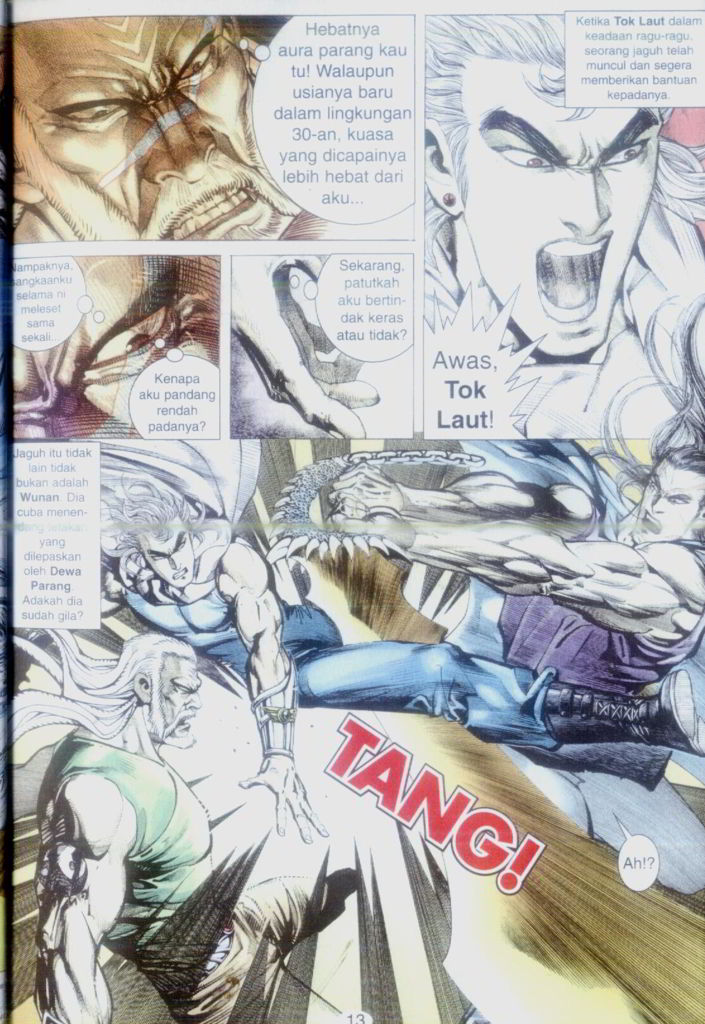 Hebatnya
aura parang kau
tu! Walaupun
usianya baru
dalam lingkungan
30-an, kuasa
yang dicapainya
lebih hebat dari
aku...
Ketika Tok Laut dalam
keadaan ragu-ragu,
seorang jaguh telah
muncul dan segera
memberikan bantuan
kepadanya.
Nampaknya,
sangkaanku
selama ni
meleset
sama
sekali...
Kenapa
aku pandang
rendah
padanya?
Sekarang,
patutkah
aku bertin-
dak keras
atau tidak?
Awas,
Tok
Laut!
Jaguh itu tidak
lain tidak
bukan adalah
Wunan. Dia
cuba menen-
dang tetakan
yang
dilepaskan
oleh Dewa
Parang.
Adakah dia
sudah gila?
TANG!
Ah!?
13